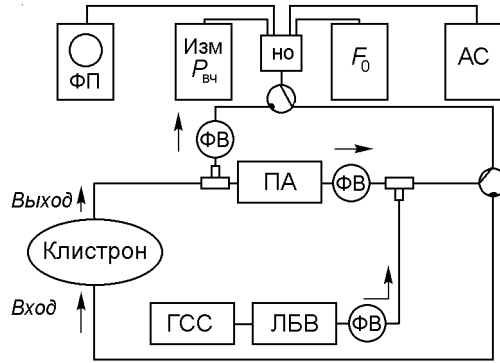 ФП
Изм
Pвч
но
F0
АС
ФВ
ПА
ФВ
Выход
Клистрон
Вход
ГСС
ЛБВ
ФВ